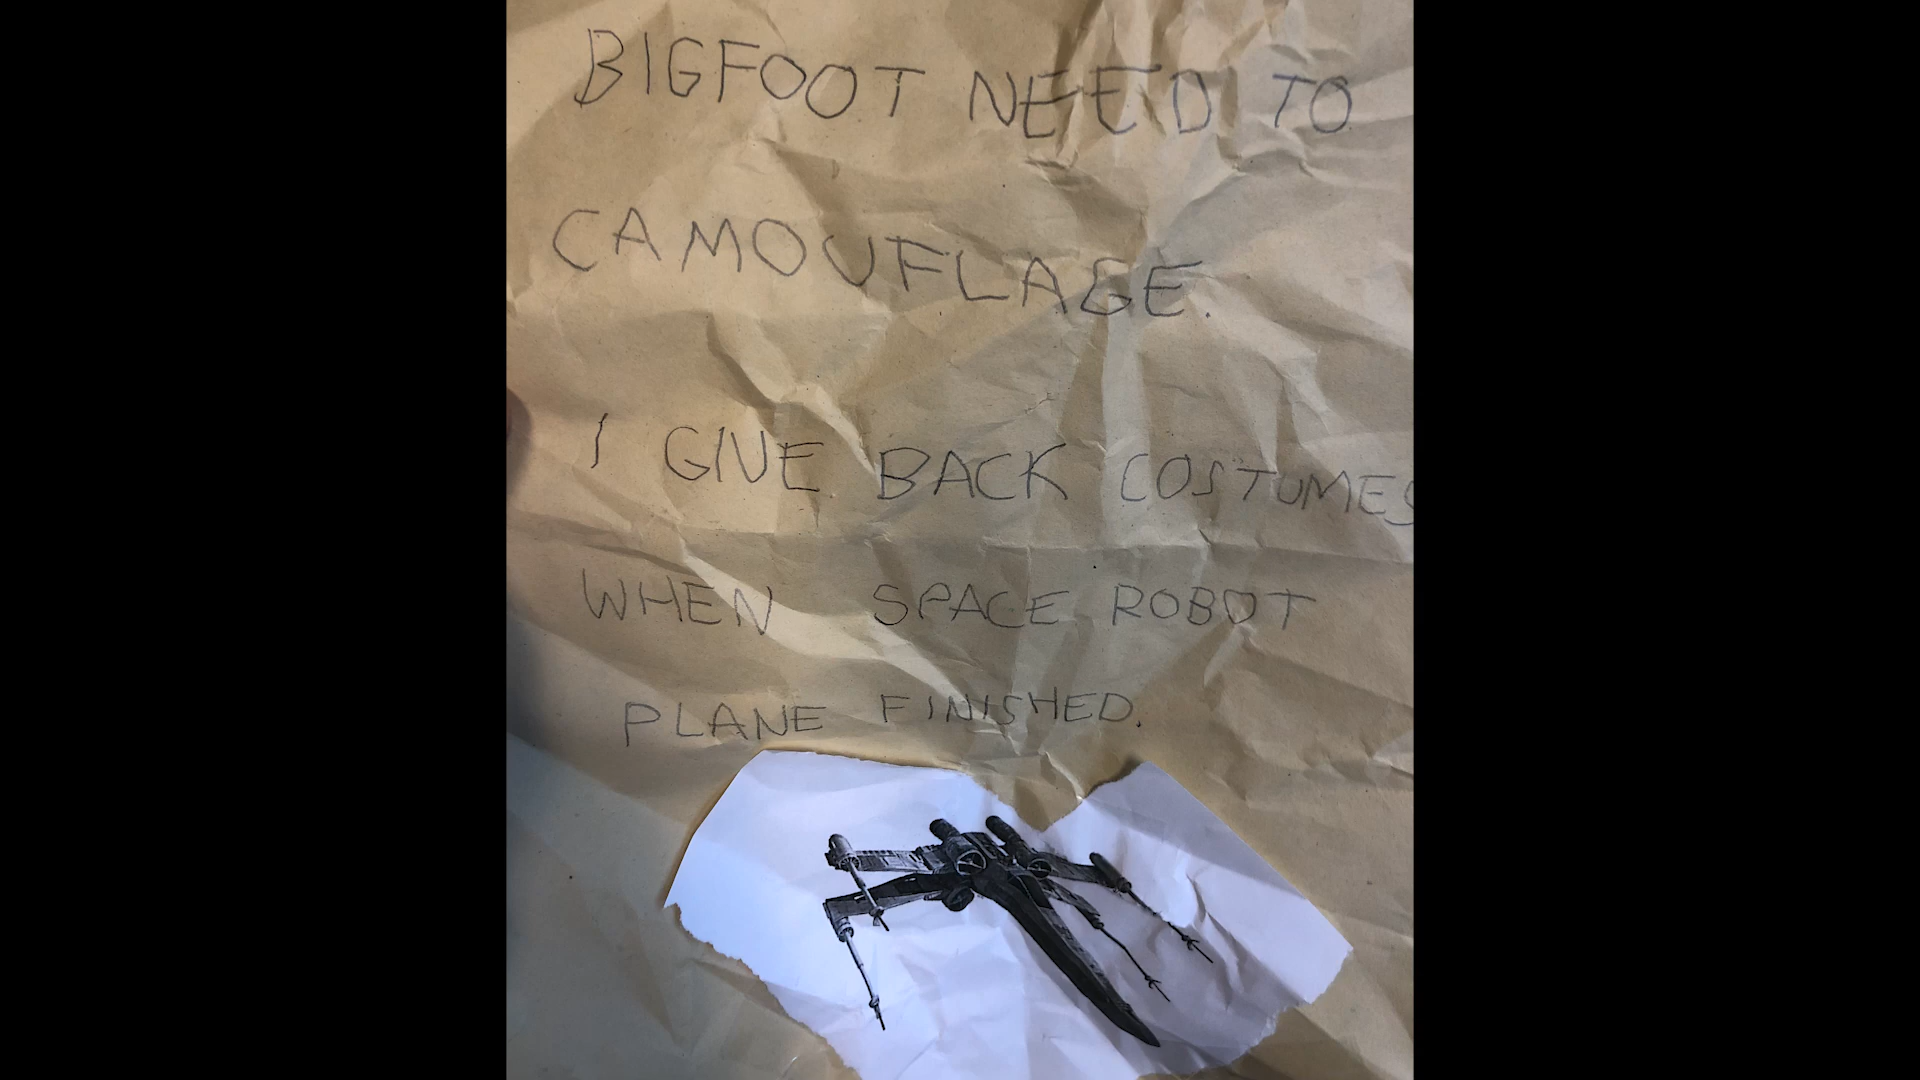 BIGFOOT NEED TO
CAMOUFLAGE.
I GIVE BACK COSTUMES
WHEN SPACE ROBOT
PLANE FINISHED.